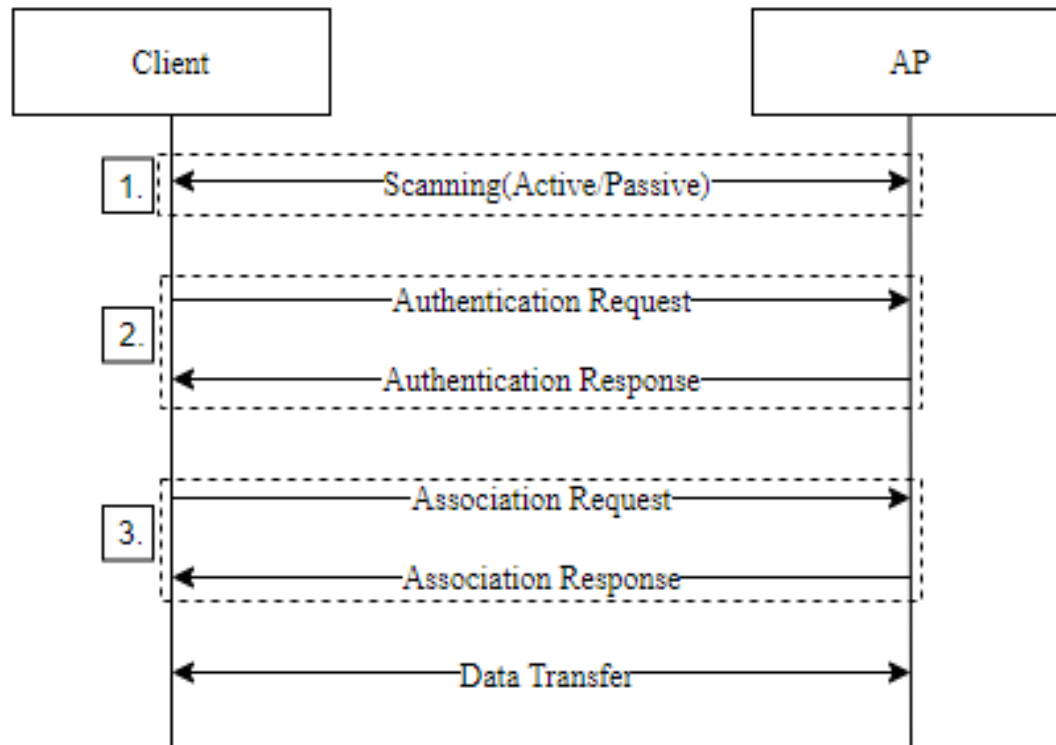 Client
AP
1.
Scanning(Active/Passive)
2.
Authentication Request
Authentication Response
3.
Association Request
Association Response
Data Transfer